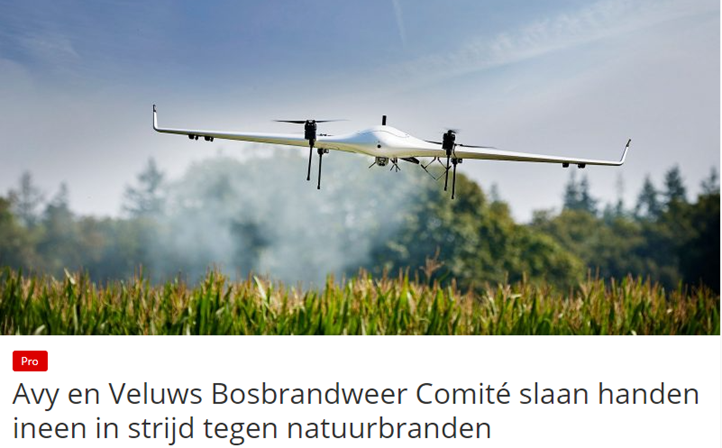 Pro
Avy en Veluws Bosbrandweer Comité slaan handen
ineen in strijd tegen natuurbranden